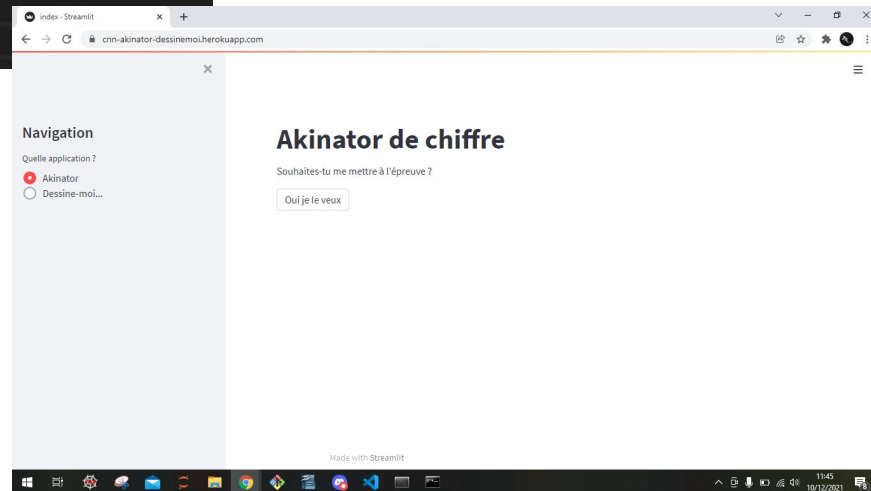 index · Streamlit
cnn-akinator-dessinemoi.herokuapp.com
Navigation
Quelle application ?
Akinator
Dessine-moi...
Akinator de chiffre
Souhaites-tu me mettre à l'épreuve ?
Oui je le veux
Made with Streamlit
11:45
10/12/2021